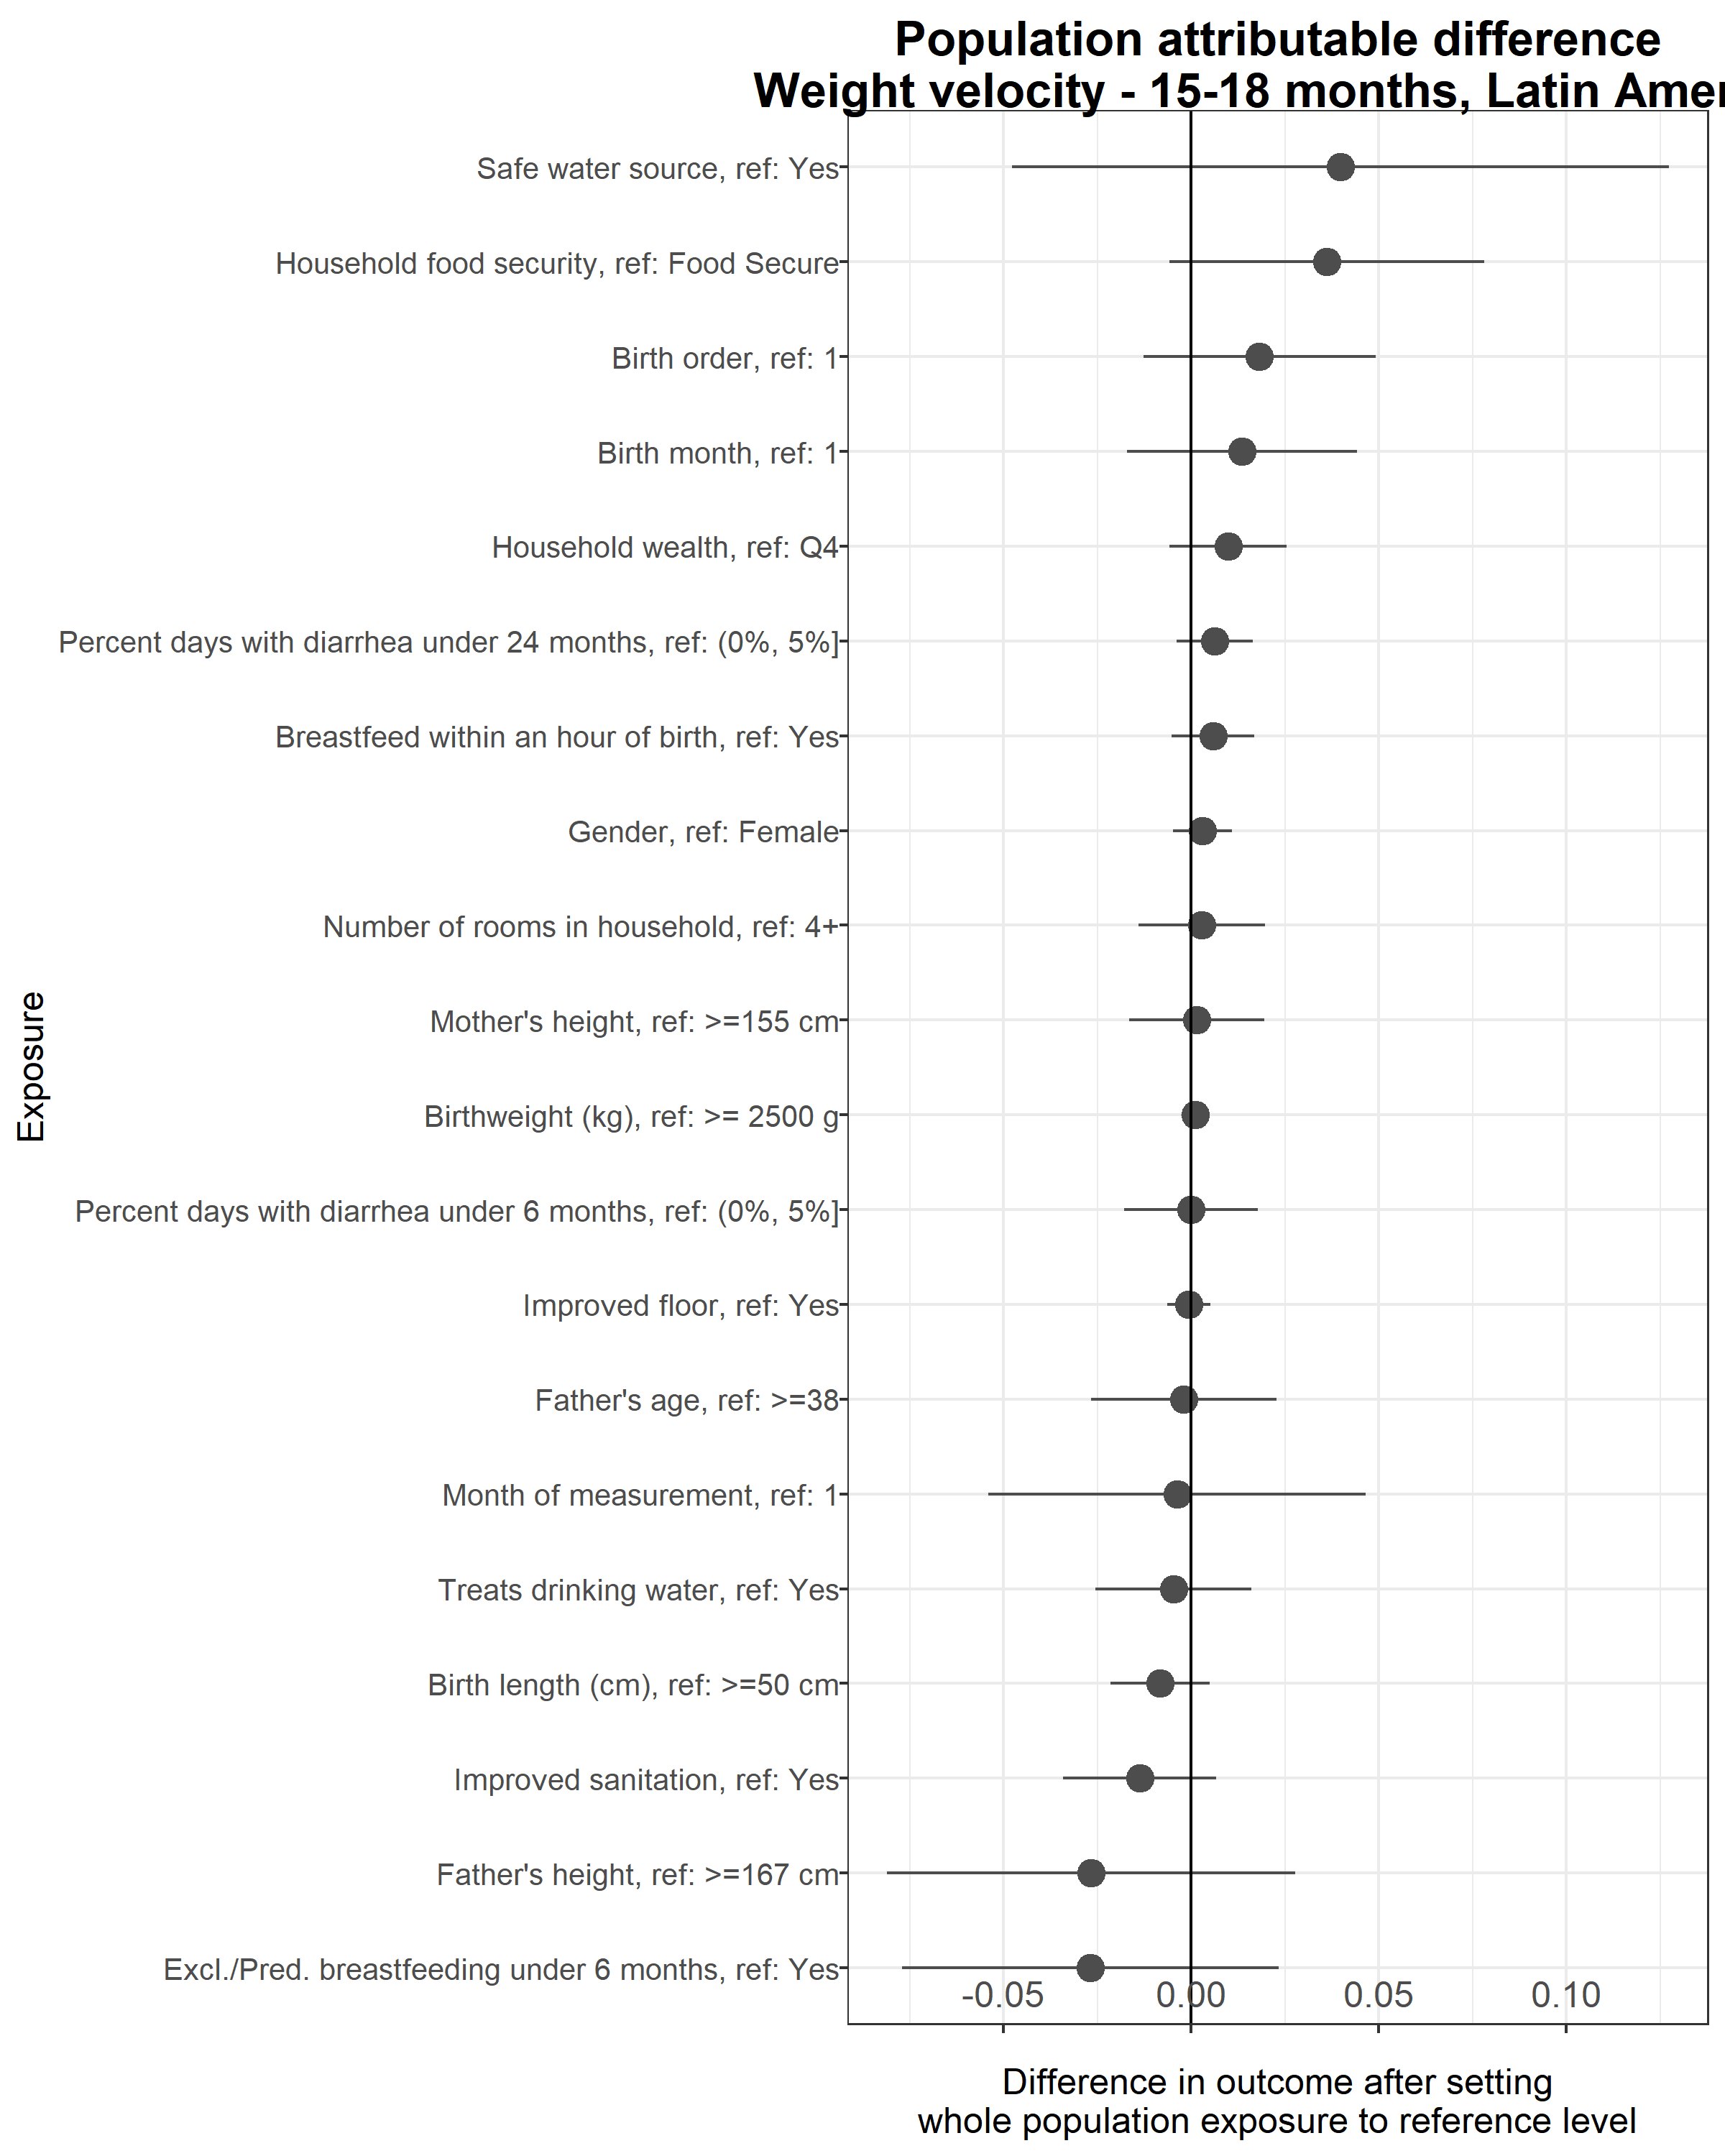 Population attributable difference
Weight velocity - 15-18 months, Latin Amer
Safe water source, ref: Yes
Household food security, ref: Food Secure
Birth order, ref: 1
Birth month, ref: 1
Household wealth, ref: Q4
Percent days with diarrhea under 24 months, ref: (0%, 5%]
Breastfeed within an hour of birth, ref: Yes
Gender, ref: Female
Number of rooms in household, ref: 4+
Mother's height, ref: >=155 cm
Birthweight (kg), ref: >= 2500 g
Percent days with diarrhea under 6 months, ref: (0%, 5%]
Improved floor, ref: Yes
Father's age, ref: >=38
Month of measurement, ref: 1
Treats drinking water, ref: Yes
Birth length (cm), ref: >=50 cm
Improved sanitation, ref: Yes
Father's height, ref: >=167 cm
Excl./Pred. breastfeeding under 6 months, ref: Yes
Exposure
-0.05 0.00 0.05 0.10
Difference in outcome after setting
whole population exposure to reference level